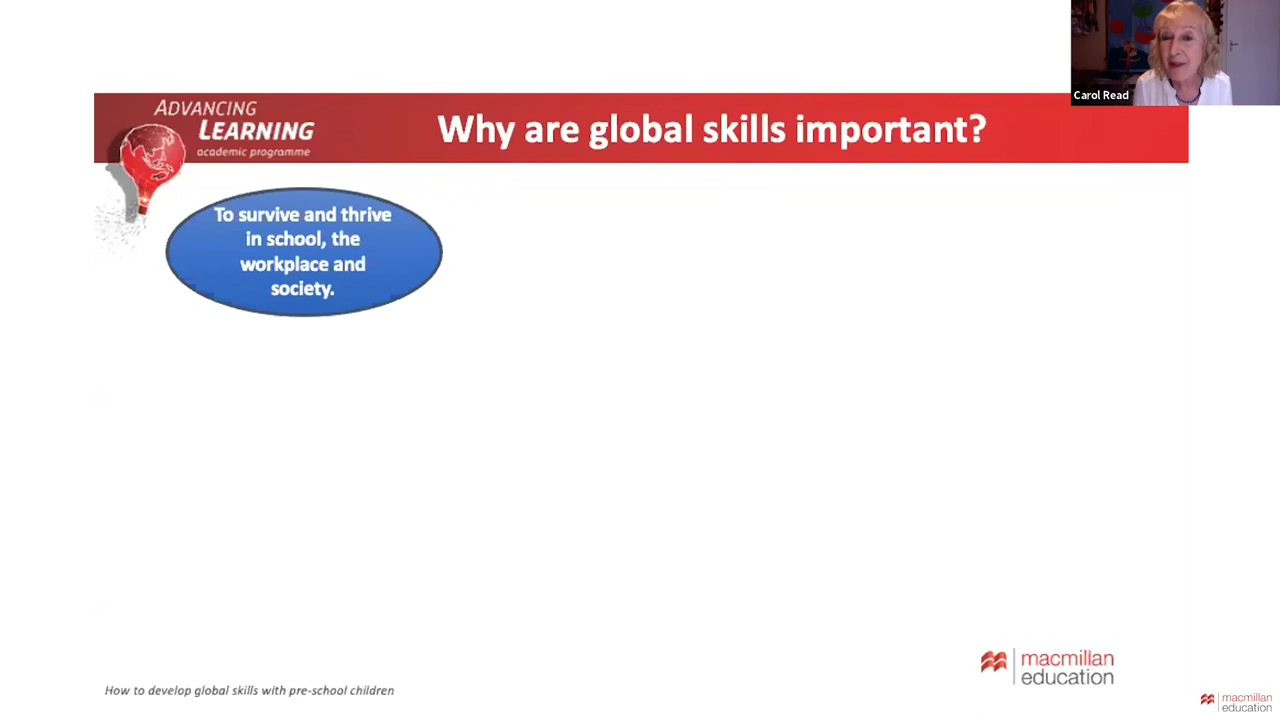 Carol Read
ADVANCING
LEARNING
academic programme
Why are global skills important?
To survive and thrive
in school, the
workplace and
society.
macmillan
education
How to develop global skills with pre-school children
macmillan
education